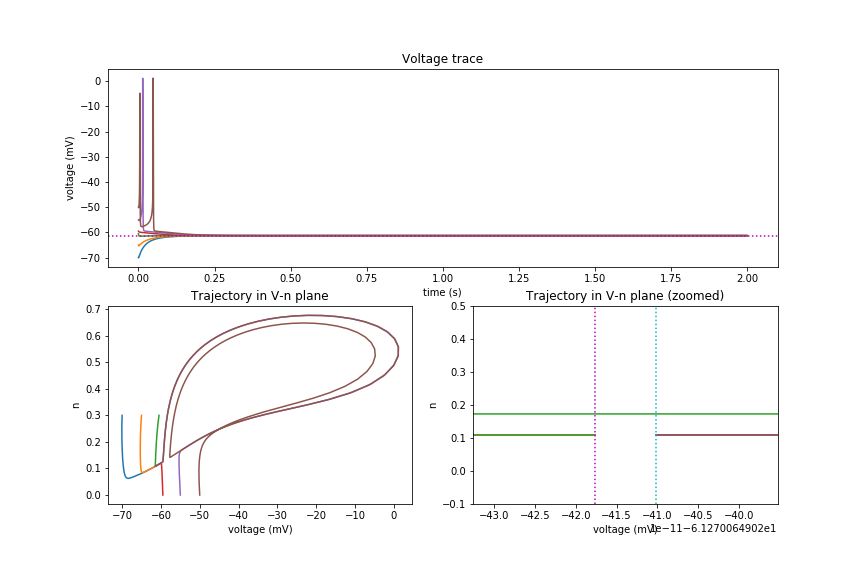 Voltage trace
voltage (mV)
0
−10
−20
−30
−40
−50
−60
−70
0.00 0.25 0.50 0.75 1.00 1.25 1.50 1.75 2.00
time (s)
Trajectory in V-n plane
n
0.7
0.6
0.5
0.4
0.3
0.2
0.1
0.0
−70 −60 −50 −40 −30 −20 −10 0
voltage (mV)
Trajectory in V-n plane (zoomed)
n
0.5
0.4
0.3
0.2
0.1
0.0
−0.1
−43.0 −42.5 −42.0 −41.5 −41.0 −40.5 −40.0
voltage (mV)
1e−11−6.1270064902e1